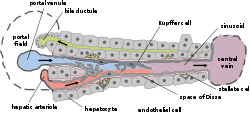 portal venule
bile ductule
Kupffer cell
sinusoid
portal
field
central
vein
stellate cel
space of Disse
hepatic arteriole
hepatocyte
endothelial cell